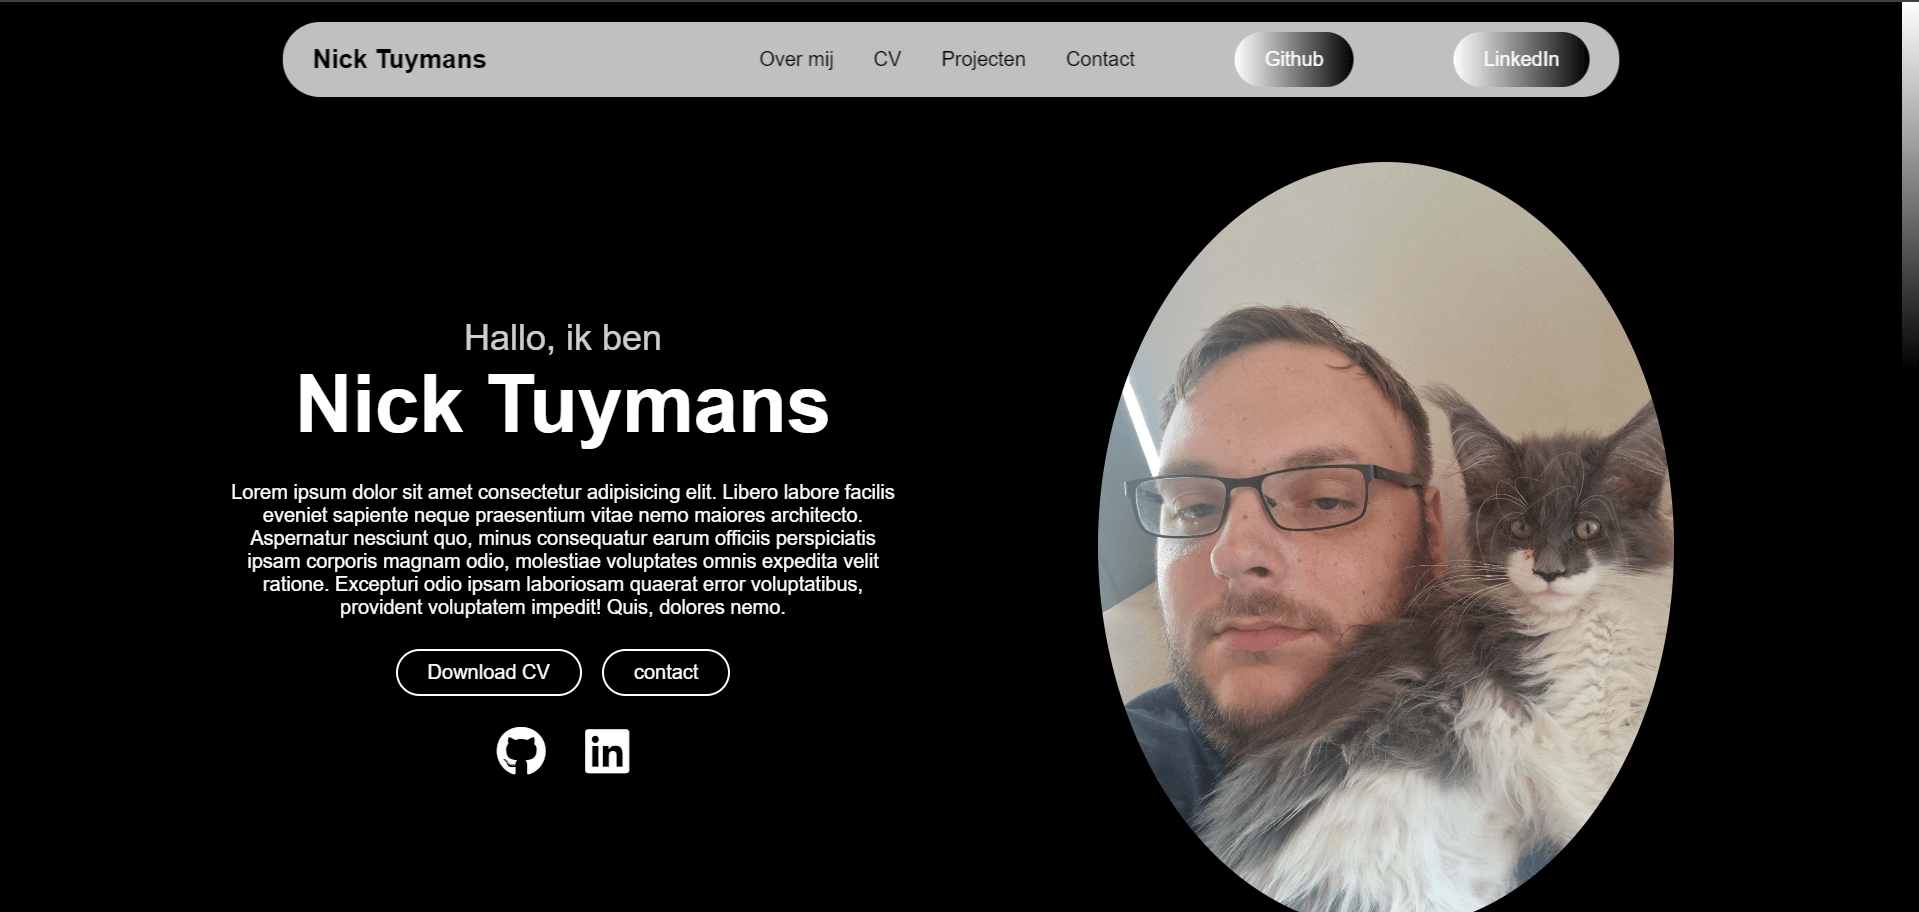 Nick Tuymans
Over mij
CV
Projecten
Contact
Github
LinkedIn
Hallo, ik ben
Nick Tuymans
Lorem ipsum dolor sit amet consectetur adipisicing elit. Libero labore facilis
eveniet sapiente neque praesentium vitae nemo maiores architecto.
Aspernatur nesciunt quo, minus consequatur earum officiis perspiciatis
ipsam corporis magnam odio, molestiae voluptates omnis expedita velit
ratione. Excepturi odio ipsam laboriosam quaerat error voluptatibus,
provident voluptatem impedit! Quis, dolores nemo.
Download CV
contact
in